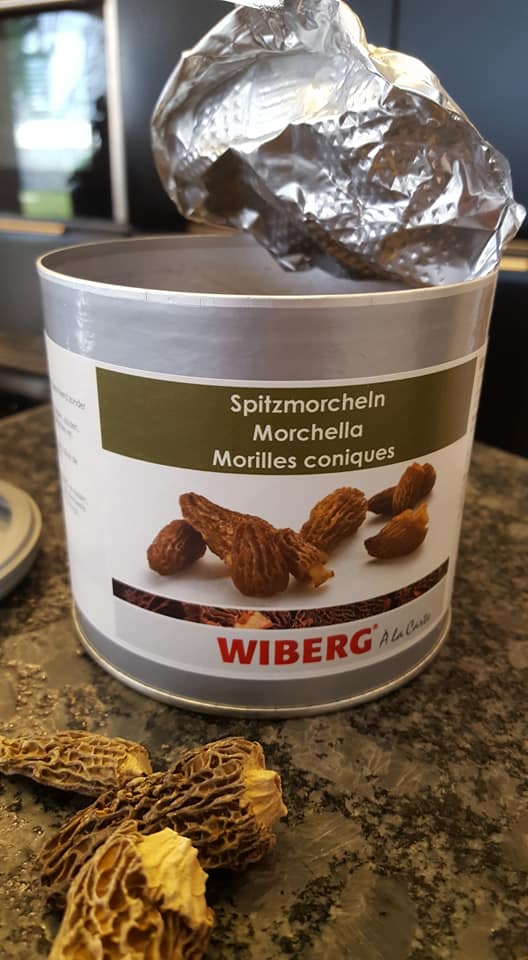 Spitzmorcheln
Morchella
Morilles coniques
WIBERG® À la Carte